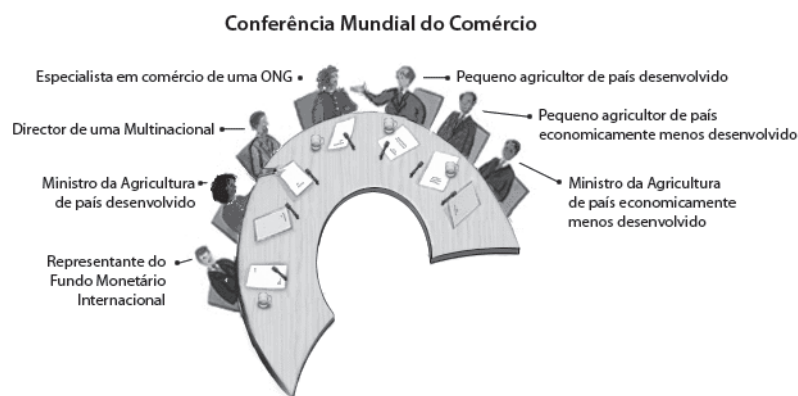 Conferência Mundial do Comércio
Especialista em comércio de uma ONG
Pequeno agricultor de país desenvolvido
Director de uma Multinacional
Pequeno agricultor de país
economicamente menos desenvolvido
Ministro da Agricultura
de país desenvolvido
Ministro da Agricultura
de país economicamente
menos desenvolvido
Representante do
Fundo Monetário
Internacional